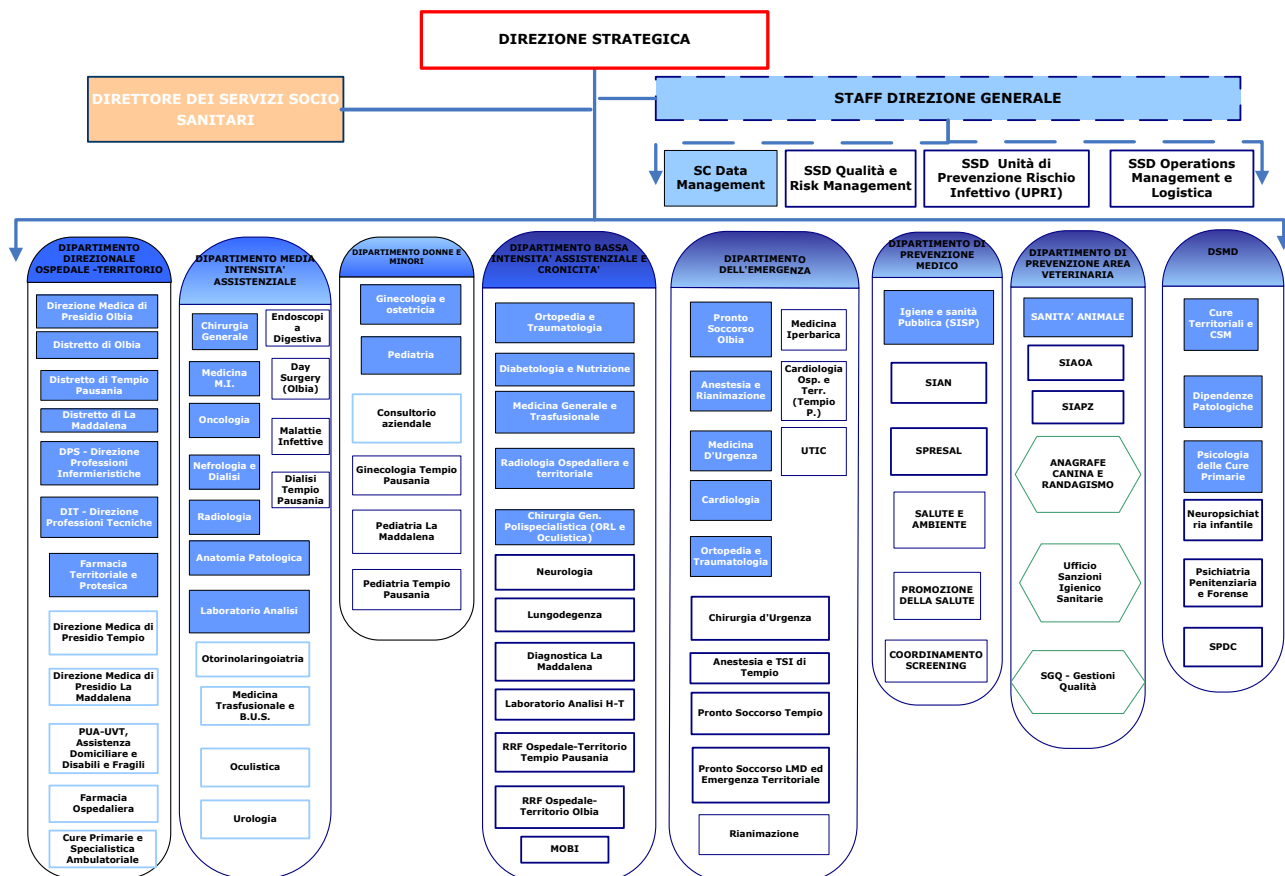 DIREZIONE STRATEGICA
DIRETTORE DEI SERVIZI SOCIO
SANITARI
STAFF DIREZIONE GENERALE
SC Data
Management
SSD Qualità e
Risk Management
SSD Unità di
Prevenzione Rischio
Infettivo (UPRI)
SSD Operations
Management e
Logistica
DIPARTIMENTO
DIREZIONALE
OSPEDALE -TERRITORIO
Direzione Medica di
Presidio Olbia
Distretto di Olbia
Distretto di Tempio
Pausania
Distretto di La
Maddalena
DPS - Direzione
Professioni
Infermieristiche
DIT - Direzione
Professioni Tecniche
Farmacia
Territoriale e
Protesica
Direzione Medica di
Presidio Tempio
Direzione Medica di
Presidio La
Maddalena
PUA-UVT,
Assistenza
Domiciliare e
Disabili e Fragili
Farmacia
Ospedaliera
Cure Primarie e
Specialistica
Ambulatoriale
DIPARTIMENTO MEDIA
INTENSITA'
ASSISTENZIALE
Chirurgia
Generale
Endoscopi
a
Digestiva
Medicina
M.I.
Day
Surgery
(Olbia)
Oncologia
Malattie
Infettive
Nefrologia e
Dialisi
Dialisi
Tempio
Pausania
Radiologia
Anatomia Patologica
Laboratorio Analisi
Otorinolaringoiatria
Medicina
Trasfusionale e
B.U.S.
Oculistica
Urologia
DIPARTIMENTO DONNE E
MINORI
Ginecologia e
ostetricia
Pediatria
Consultorio
aziendale
Ginecologia Tempio
Pausania
Pediatria La
Maddalena
Pediatria Tempio
Pausania
DIPARTIMENTO BASSA
INTENSITA' ASSISTENZIALE E
CRONICITA'
Ortopedia e
Traumatologia
Diabetologia e Nutrizione
Medicina Generale e
Trasfusionale
Radiologia Ospedaliera e
territoriale
Chirurgia Gen.
Polispecialistica (ORL e
Oculistica)
Neurologia
Lungodegenza
Diagnostica La
Maddalena
Laboratorio Analisi H-T
RRF Ospedale-Territorio
Tempio Pausania
RRF Ospedale-
Territorio Olbia
MOBI
DIPARTIMENTO
DELL'EMERGENZA
Pronto
Soccorso
Olbia
Medicina
Iperbarica
Anestesia e
Rianimazione
Cardiologia
Osp. e
Terr.
(Tempio
P.)
Medicina
D'Urgenza
UTIC
Cardiologia
Ortopedia e
Traumatologia
Chirurgia d'Urgenza
Anestesia e TSI di
Tempio
Pronto Soccorso Tempio
Pronto Soccorso LMD ed
Emergenza Territoriale
Rianimazione
DIPARTIMENTO DI
PREVENZIONE
MEDICO
Igiene e sanità
Pubblica (SISP)
SIAN
SPRESAL
SALUTE E
AMBIENTE
PROMOZIONE
DELLA SALUTE
COORDINAMENTO
SCREENING
DIPARTIMENTO DI
PREVENZIONE AREA
VETERINARIA
SANITA' ANIMALE
SIAOA
SIAPZ
ANAGRAFE
CANINA E
RANDAGISMO
Ufficio
Sanzioni
Igienico
Sanitarie
SGQ - Gestioni
Qualità
DSMD
Cure
Territoriali e
CSM
Dipendenze
Patologiche
Psicologia
delle Cure
Primarie
Neuropsichiat
ria infantile
Psichiatria
Penitenziaria
e Forense
SPDC